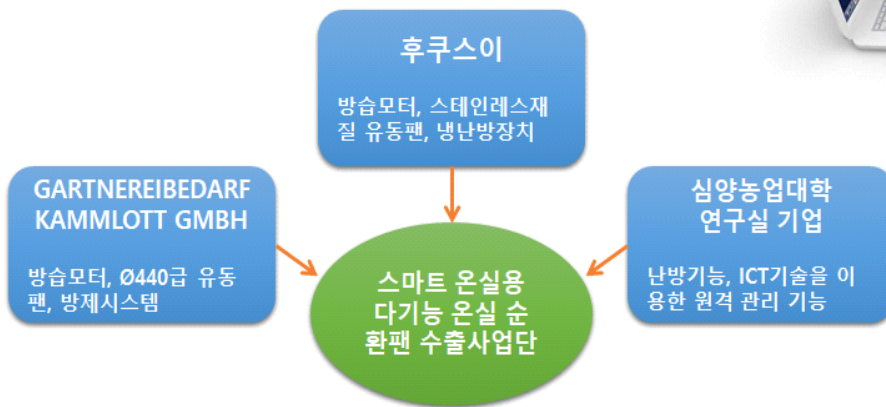 후쿠스이
방습모터, 스테인레스재
질 유동팬, 냉난방장치
GARTNEREIBEDARF
KAMMLOTT GMBH
방습모터, Ø440급 유동
팬, 방제시스템
심양농업대학
연구실 기업
난방기능, ICT기술을 이
용한 원격 관리 기능
스마트 온실용
다기능 온실 순
환팬 수출사업단